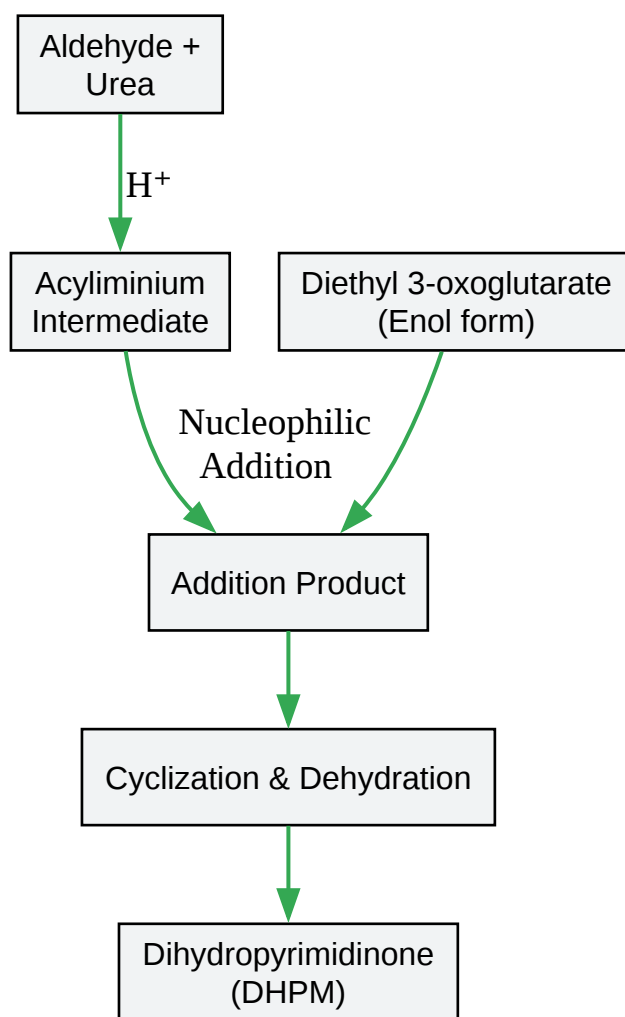 Aldehyde +
Urea
H⁺
Acyliminium
Intermediate
Diethyl 3-oxoglutarate
(Enol form)
Nucleophilic
Addition
Addition Product
Cyclization & Dehydration
Dihydropyrimidinone
(DHPM)